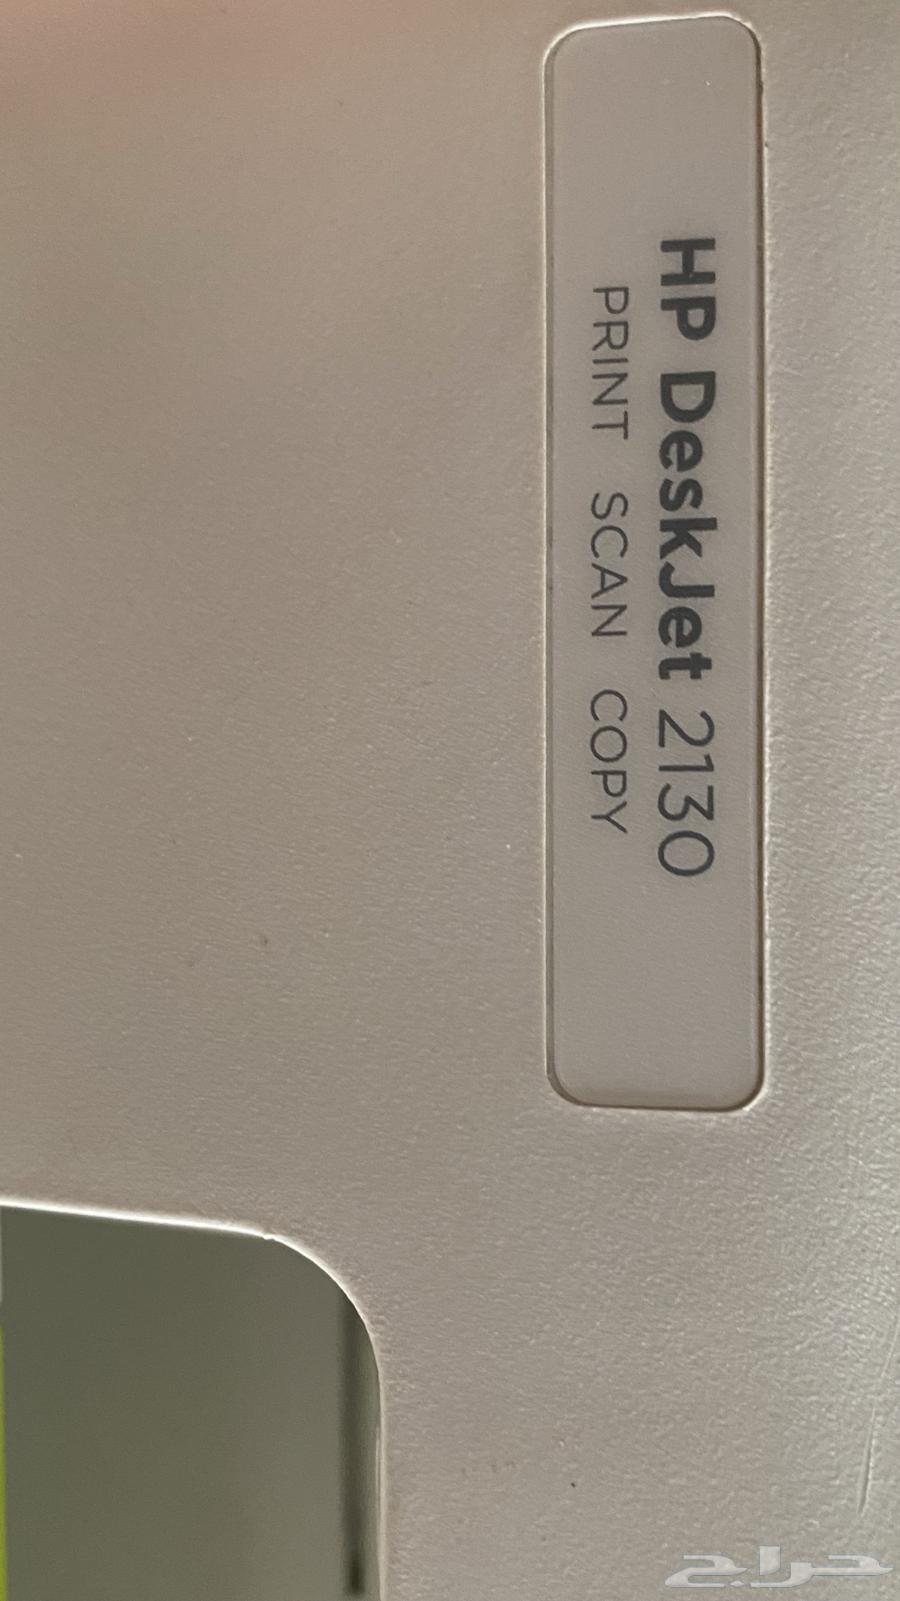 HP DeskJet 2130
PRINT SCAN COPY
حراج